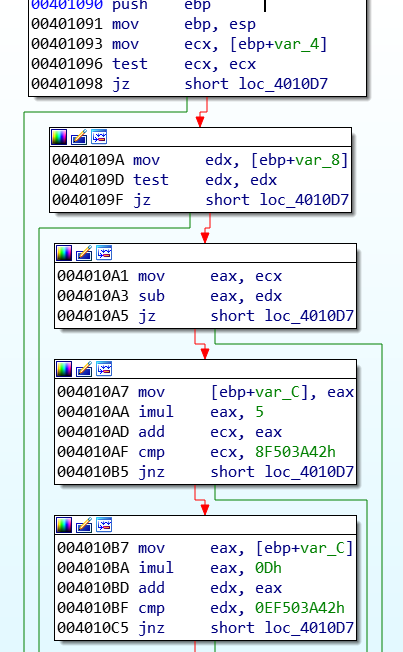 00401090 push ebp
00401091 mov ebp, esp
00401093 mov ecx, [ebp+var_4]
00401096 test ecx, ecx
00401098 jz short loc_4010D7
0040109A mov edx, [ebp+var_8]
0040109D test edx, edx
0040109F jz short loc_4010D7
004010A1 mov eax, ecx
004010A3 sub eax, edx
004010A5 jz short loc_4010D7
004010A7 mov [ebp+var_C], eax
004010AA imul eax, 5
004010AD add ecx, eax
004010AF cmp ecx, 8F503A42h
004010B5 jnz short loc_4010D7
004010B7 mov eax, [ebp+var_C]
004010BA imul eax, 0Dh
004010BD add edx, eax
004010BF cmp edx, 0EF503A42h
004010C5 jnz short loc_4010D7